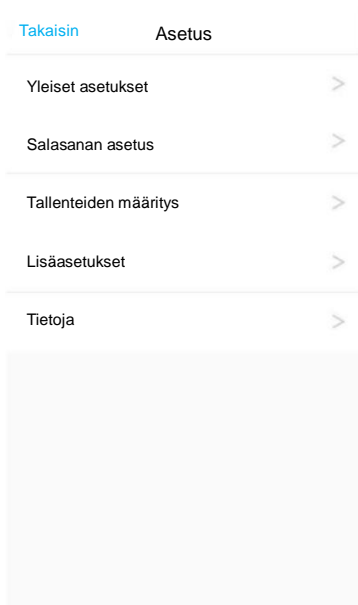 Takaisin Asetus
Yleiset asetukset
Salasanan asetus
Tallenteiden määritys
Lisäasetukset
Tietoja